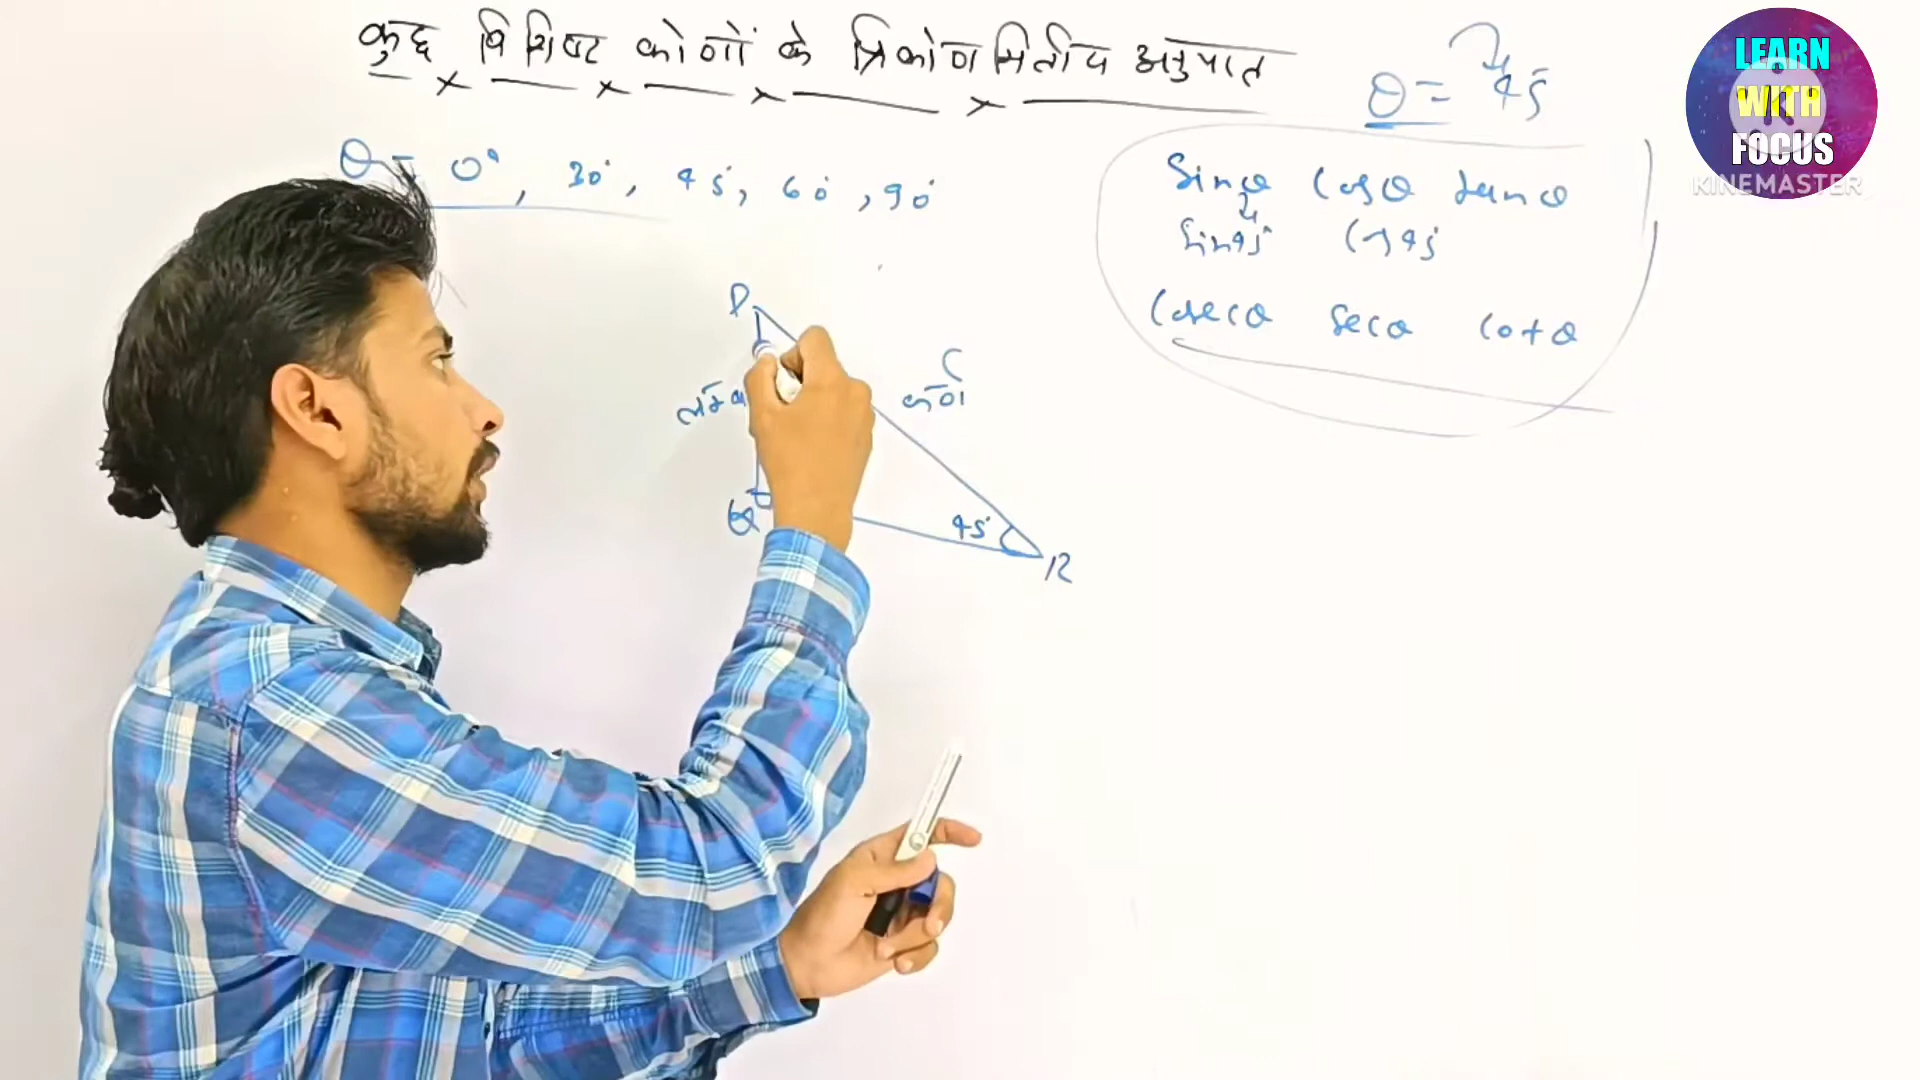 कुछ विशिष्ट कोणों के त्रिकोणमितीय अनुपात
θ = 45
θ = 0°, 30°, 45°, 60°, 90°
Sinθ Cosθ tanθ
Sin45° Cos45
Cosecθ Secθ Cotθ
P
C
लम्ब कर्ण
Q 45° R
LEARN
WITH
FOCUS
KINEMASTER